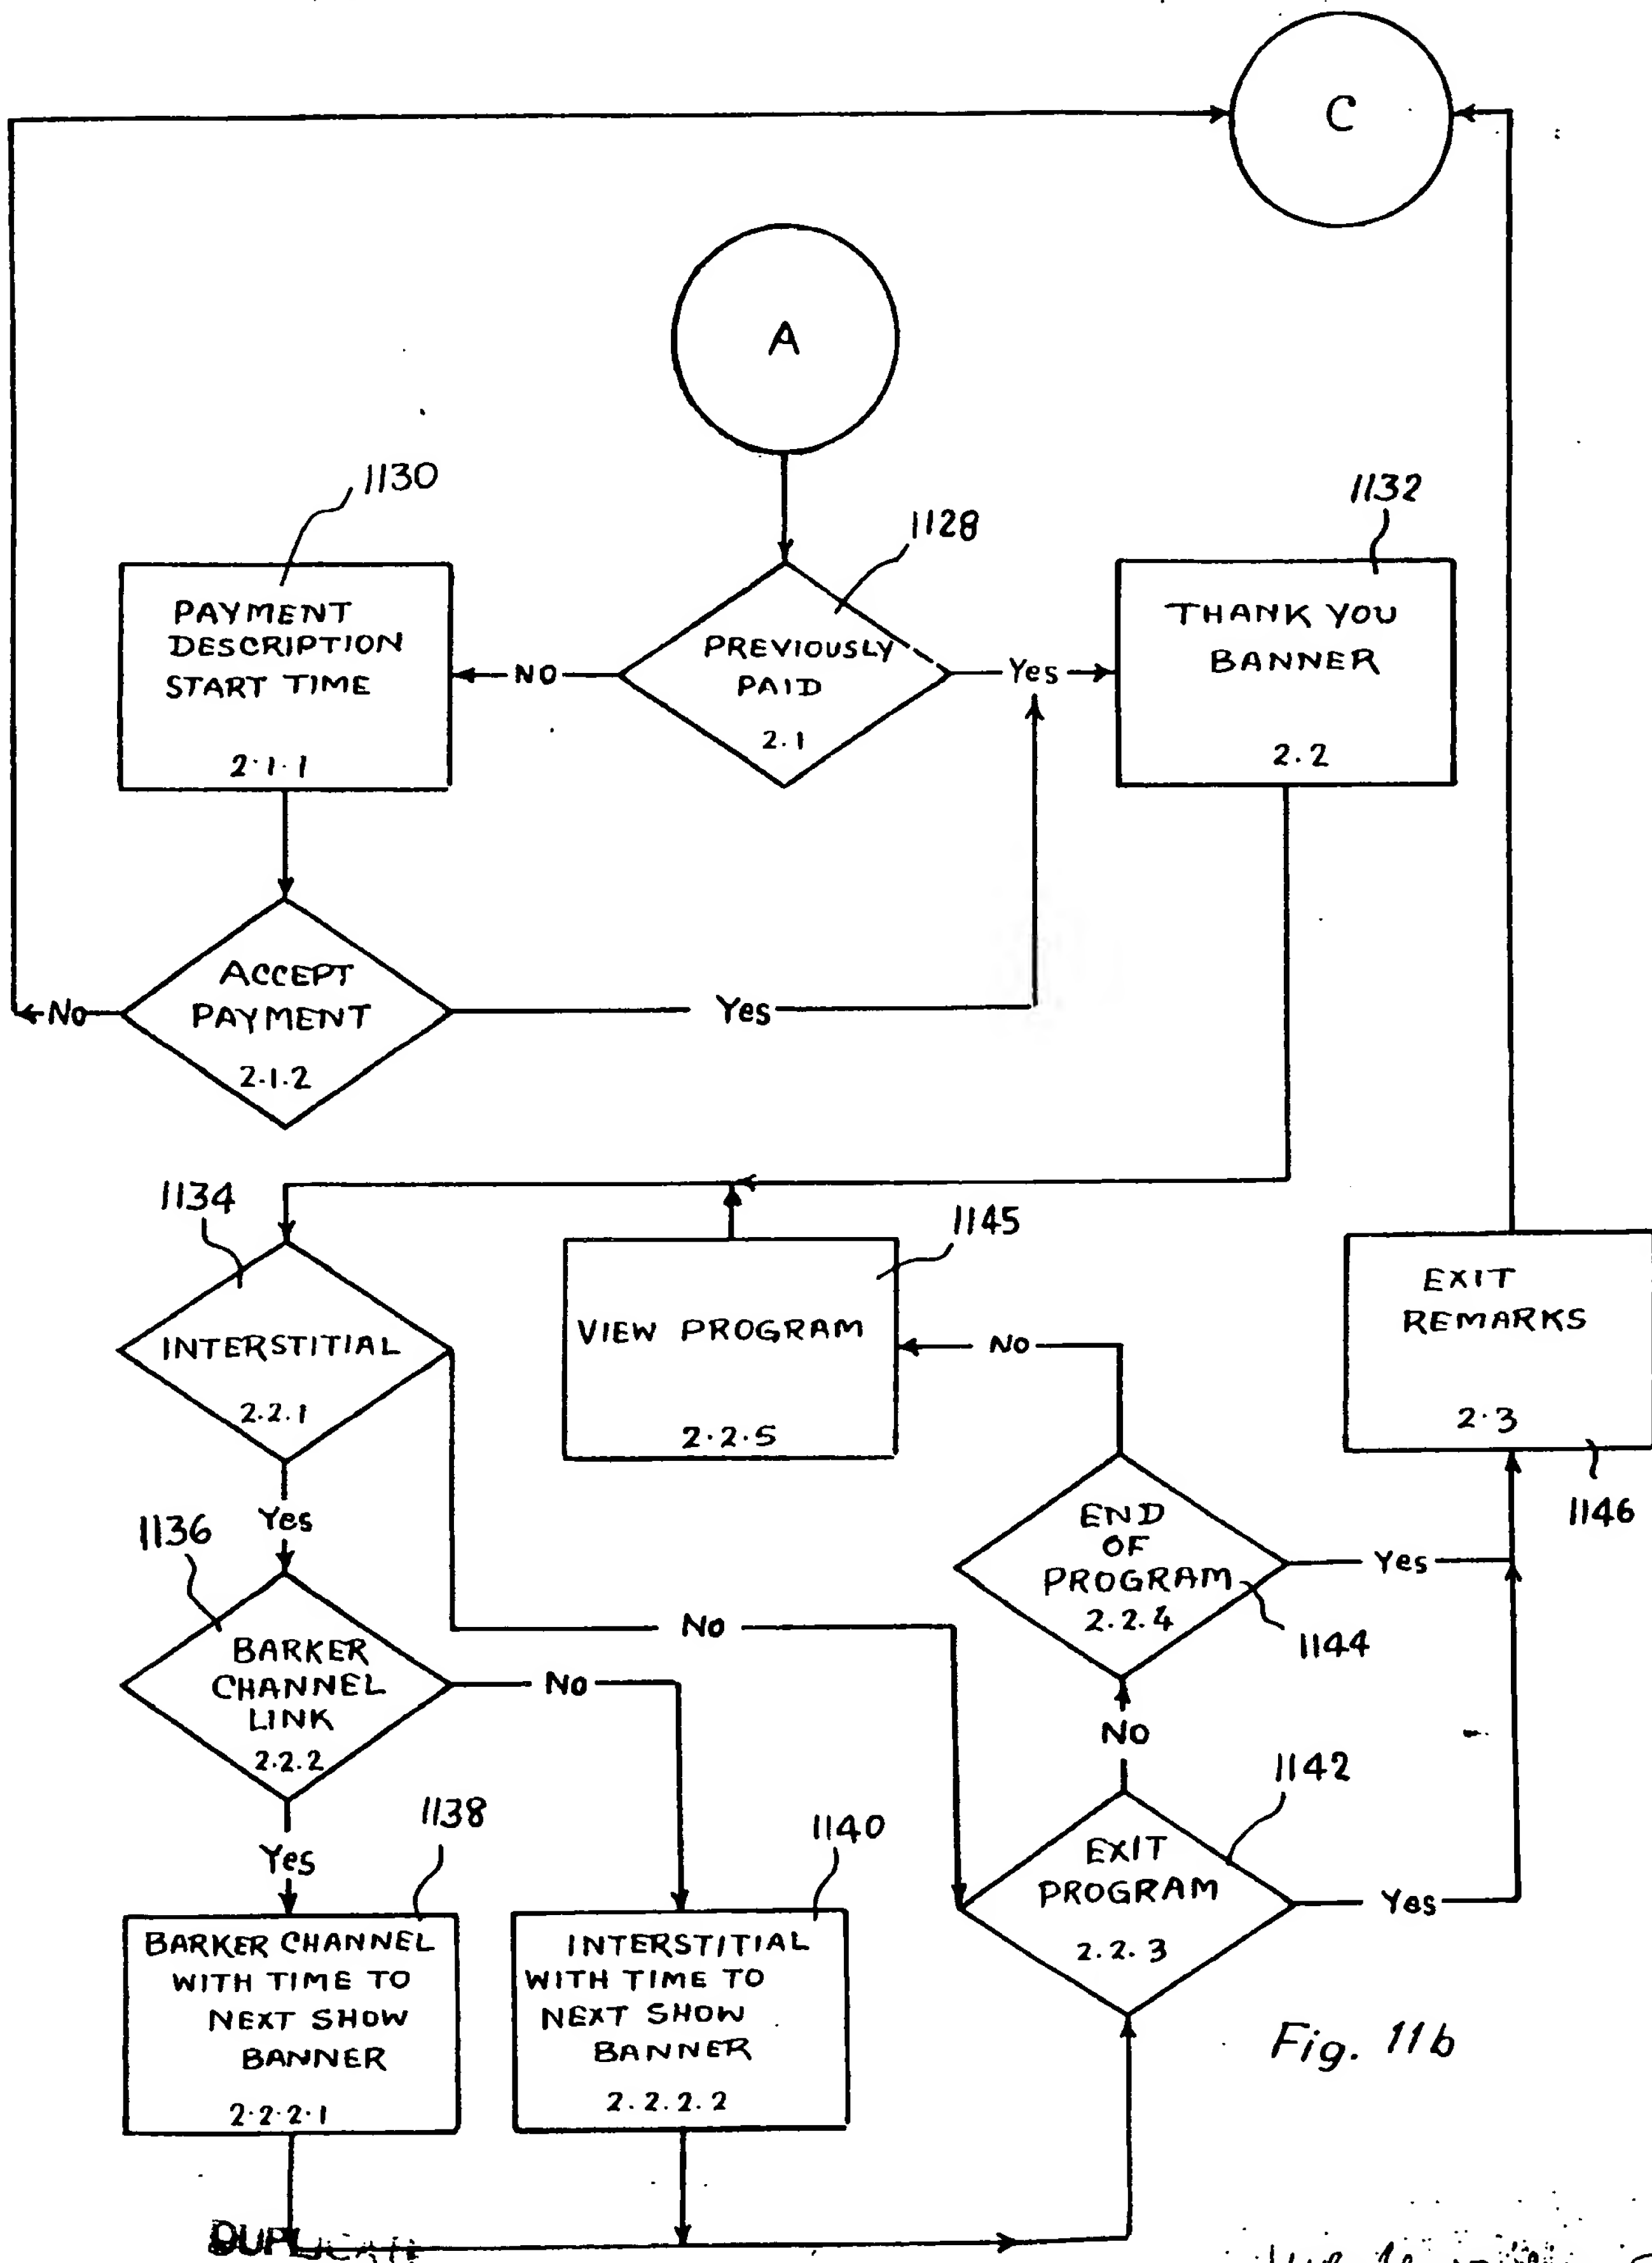 C
A
1130
1128
1132
PAYMENT
DESCRIPTION
START TIME
2.1.1
NO
PREVIOUSLY
PAID
2.1
Yes
THANK YOU
BANNER
2.2
ACCEPT
PAYMENT
2.1.2
No
Yes
1134
1145
INTERSTITIAL
2.2.1
VIEW PROGRAM
2.2.5
NO
EXIT
REMARKS
2.3
1146
Yes
1136
END
OF
PROGRAM
2.2.4
Yes
1144
No
BARKER
CHANNEL
LINK
2.2.2
No
NO
1142
Yes
1138
1140
EXIT
PROGRAM
2.2.3
Yes
BARKER CHANNEL
WITH TIME TO
NEXT SHOW
BANNER
2.2.2.1
INTERSTITIAL
WITH TIME TO
NEXT SHOW
BANNER
2.2.2.2
Fig. 11b